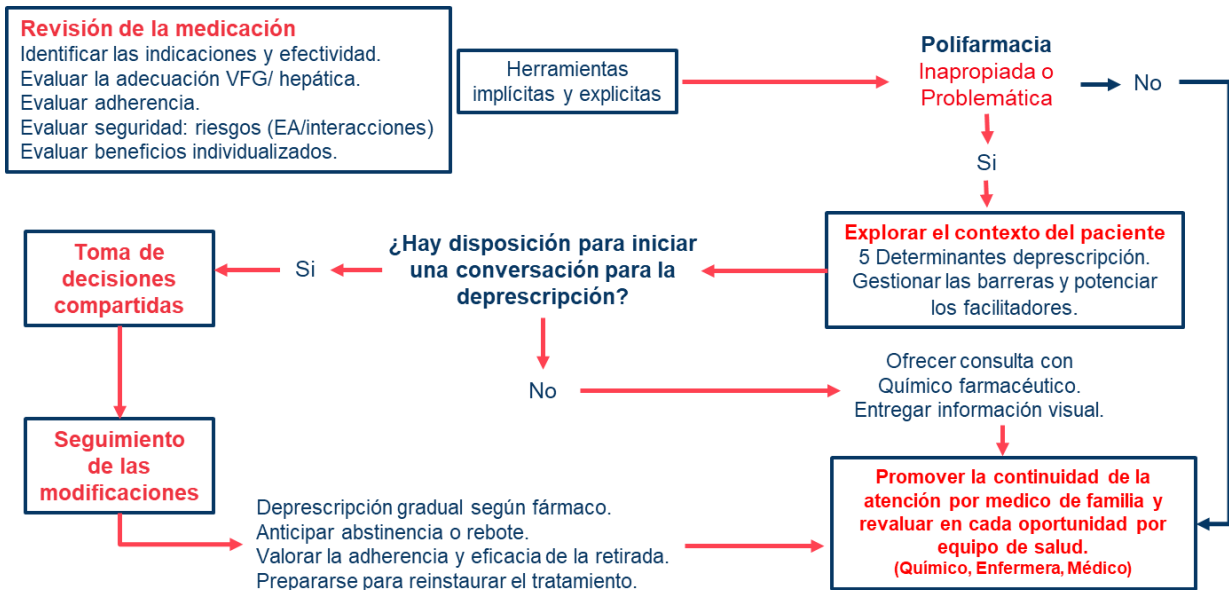 Revisión de la medicación
Identificar las indicaciones y efectividad.
Evaluar la adecuación VFG/ hepática.
Evaluar adherencia.
Evaluar seguridad: riesgos (EA/interacciones)
Evaluar beneficios individualizados.
Herramientas
implícitas y explicitas
Polifarmacia
Inapropiada o
Problemática
No
Si
Explorar el contexto del paciente
5 Determinantes deprescripción.
Gestionar las barreras y potenciar
los facilitadores.
¿Hay disposición para iniciar
una conversación para la
deprescripción?
Si
Toma de
decisiones
compartidas
No
Ofrecer consulta con
Químico farmacéutico.
Entregar información visual.
Seguimiento
de las
modificaciones
Deprescripción gradual según fármaco.
Anticipar abstinencia o rebote.
Valorar la adherencia y eficacia de la retirada.
Prepararse para reinstaurar el tratamiento.
Promover la continuidad de la
atención por medico de familia y
revaluar en cada oportunidad por
equipo de salud.
(Químico, Enfermera, Médico)